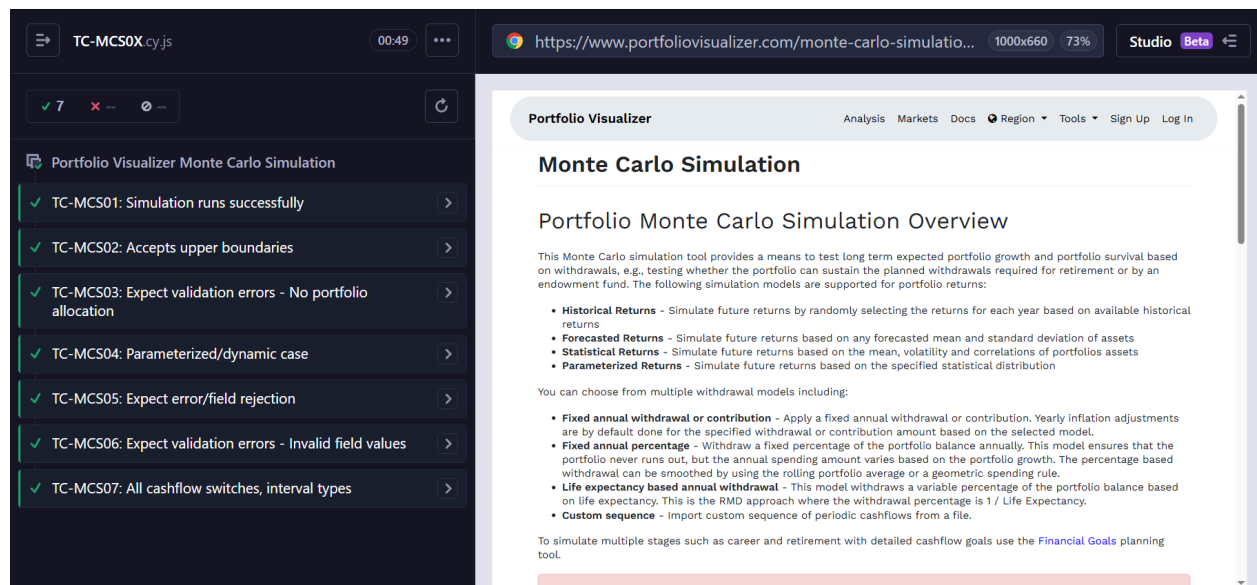 TC-MCS0X.cy.js
00:49
7
--
--
Portfolio Visualizer Monte Carlo Simulation
TC-MCS01: Simulation runs successfully
TC-MCS02: Accepts upper boundaries
TC-MCS03: Expect validation errors - No portfolio
allocation
TC-MCS04: Parameterized/dynamic case
TC-MCS05: Expect error/field rejection
TC-MCS06: Expect validation errors - Invalid field values
TC-MCS07: All cashflow switches, interval types
https://www.portfoliovisualizer.com/monte-carlo-simulatio...
1000x660
73%
Studio Beta
Portfolio Visualizer
Analysis Markets Docs Region Tools Sign Up Log In
Monte Carlo Simulation
Portfolio Monte Carlo Simulation Overview
This Monte Carlo simulation tool provides a means to test long term expected portfolio growth and portfolio survival based
on withdrawals, e.g., testing whether the portfolio can sustain the planned withdrawals required for retirement or by an
endowment fund. The following simulation models are supported for portfolio returns:
• Historical Returns - Simulate future returns by randomly selecting the returns for each year based on available historical
returns
• Forecasted Returns - Simulate future returns based on any forecasted mean and standard deviation of assets
• Statistical Returns - Simulate future returns based on the mean, volatility and correlations of portfolios assets
• Parameterized Returns - Simulate future returns based on the specified statistical distribution
You can choose from multiple withdrawal models including:
• Fixed annual withdrawal or contribution - Apply a fixed annual withdrawal or contribution. Yearly inflation adjustments
are by default done for the specified withdrawal or contribution amount based on the selected model.
• Fixed annual percentage - Withdraw a fixed percentage of the portfolio balance annually. This model ensures that the
portfolio never runs out, but the annual spending amount varies based on the portfolio growth. The percentage based
withdrawal can be smoothed by using the rolling portfolio average or a geometric spending rule.
• Life expectancy based annual withdrawal - This model withdraws a variable percentage of the portfolio balance based
on life expectancy. This is the RMD approach where the withdrawal percentage is 1 / Life Expectancy.
• Custom sequence - Import custom sequence of periodic cashflows from a file.
To simulate multiple stages such as career and retirement with detailed cashflow goals use the Financial Goals planning
tool.